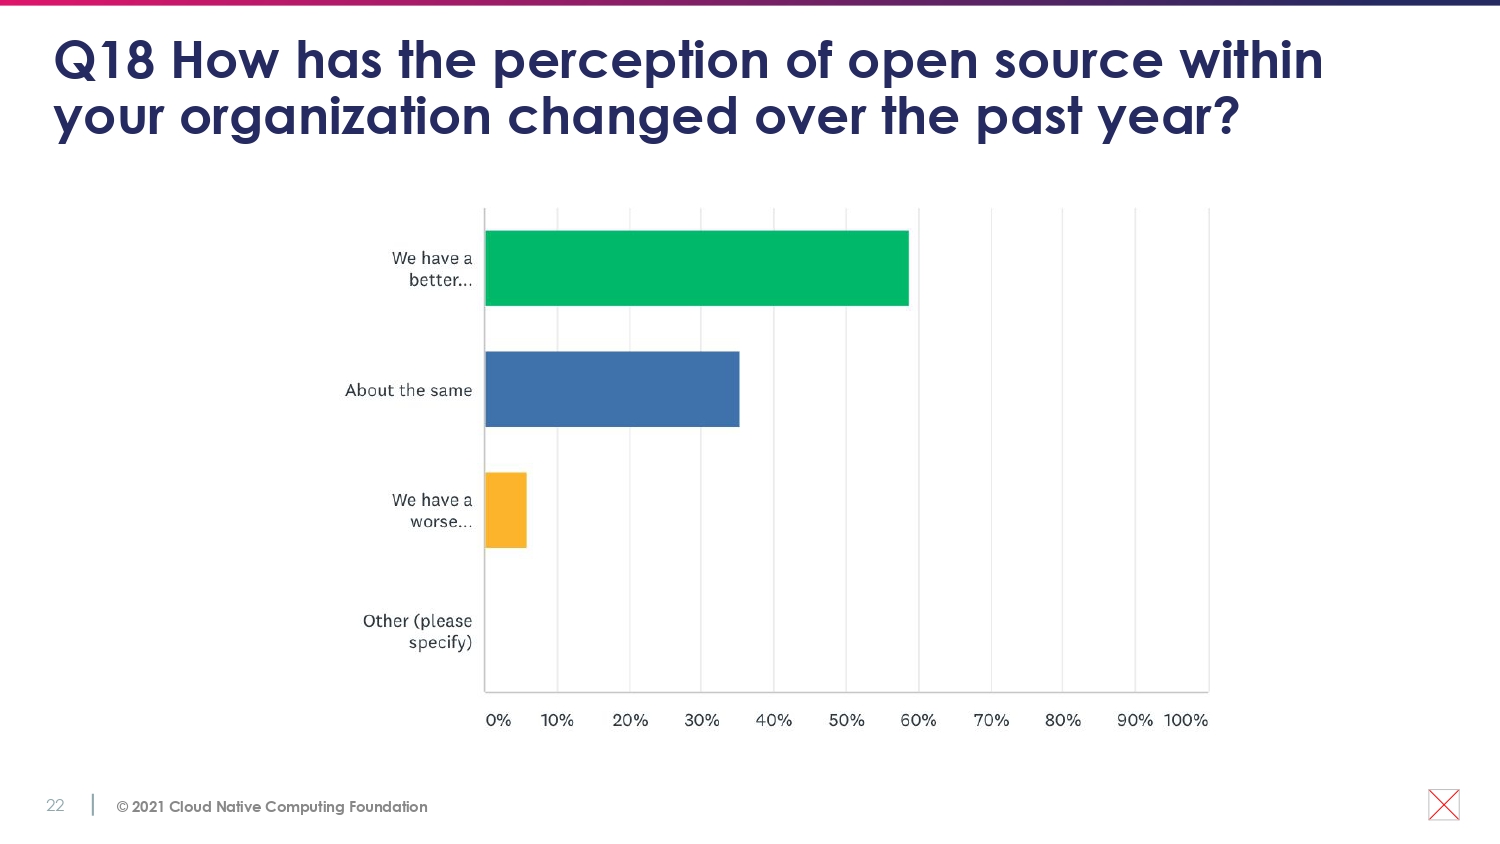 Q18 How has the perception of open source within
your organization changed over the past year?
We have a
better...
About the same
We have a
worse...
Other (please
specify)
0% 10% 20% 30% 40% 50% 60% 70% 80% 90% 100%
22
© 2021 Cloud Native Computing Foundation